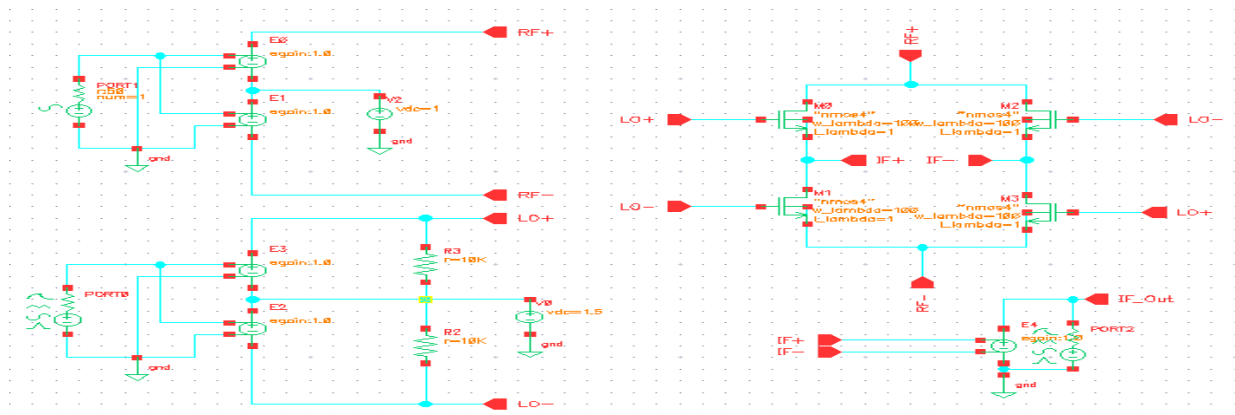 RF+
E0
egain:1.0
PORT1
r:50
num=1
E1
egain:1.0
V2
vdc=1
gnd
gnd
RF-
LO+
E3
egain:1.0
R3
r=10K
PORT0
E2
egain:1.0
V0
vdc=1.5
R2
r=10K
gnd
gnd
LO-
RF+
M0
"nmos4"
l_lambda=1
M2
"nmos4"
w_lambda=100
l_lambda=1
LO+
LO-
IF+
IF-
M1
"nmos4"
w_lambda=100
l_lambda=1
M3
"nmos4"
w_lambda=100
l_lambda=1
LO-
LO+
RF-
IF_Out
E4
egain:1.0
PORT2
IF+
IF-
gnd